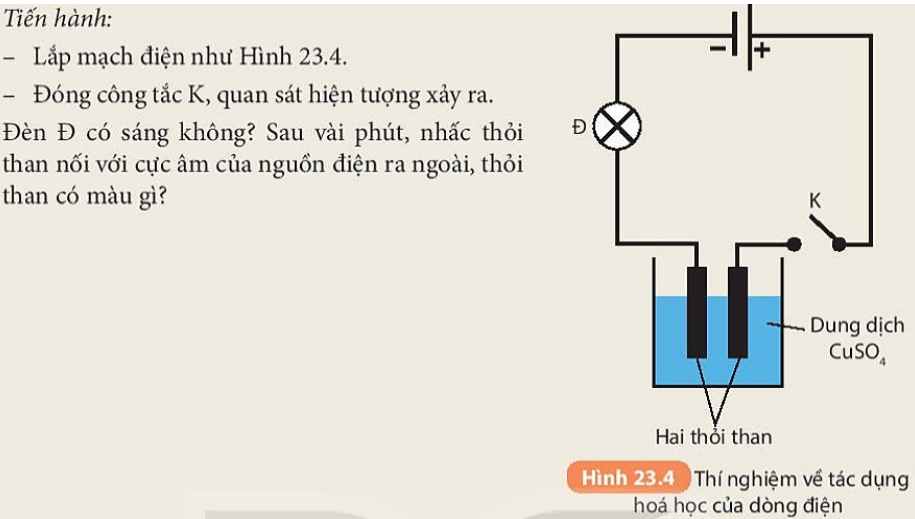 Tiến hành:
– Lắp mạch điện như Hình 23.4.
– Đóng công tắc K, quan sát hiện tượng xảy ra.
Đèn Đ có sáng không? Sau vài phút, nhấc thỏi
than nối với cực âm của nguồn điện ra ngoài, thỏi
than có màu gì?
– +
Đ
K
Dung dịch
CuSO₄
Hai thỏi than
Hình 23.4 Thí nghiệm về tác dụng
hoá học của dòng điện